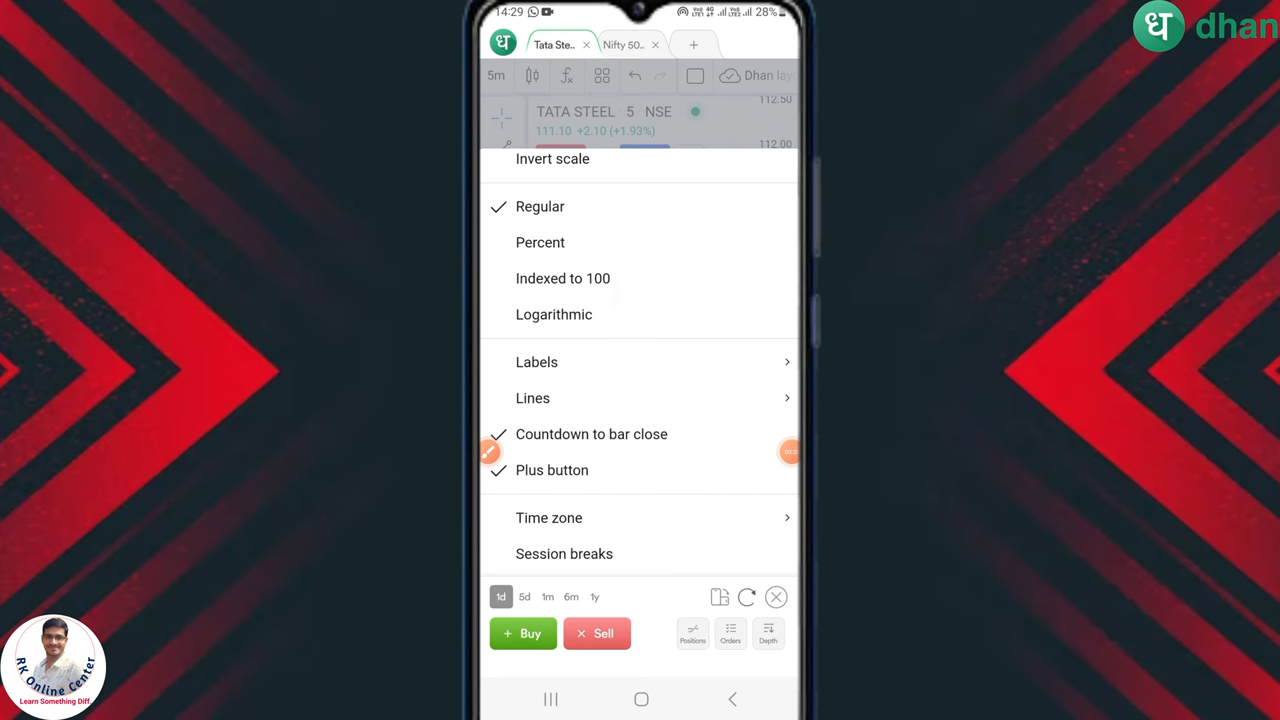 14:29 28%
ध dhan
ध Tata Ste.. × Nifty 50.. × +
5m Dhan lay
112.50
TATA STEEL · 5 · NSE
111.10 +2.10 (+1.93%)
112.00
Invert scale
Regular
Percent
Indexed to 100
Logarithmic
Labels
Lines
Countdown to bar close
Plus button
Time zone
Session breaks
1d 5d 1m 6m 1y
+ Buy × Sell Positions Orders Depth
RK Online Center
Learn Something Diff.